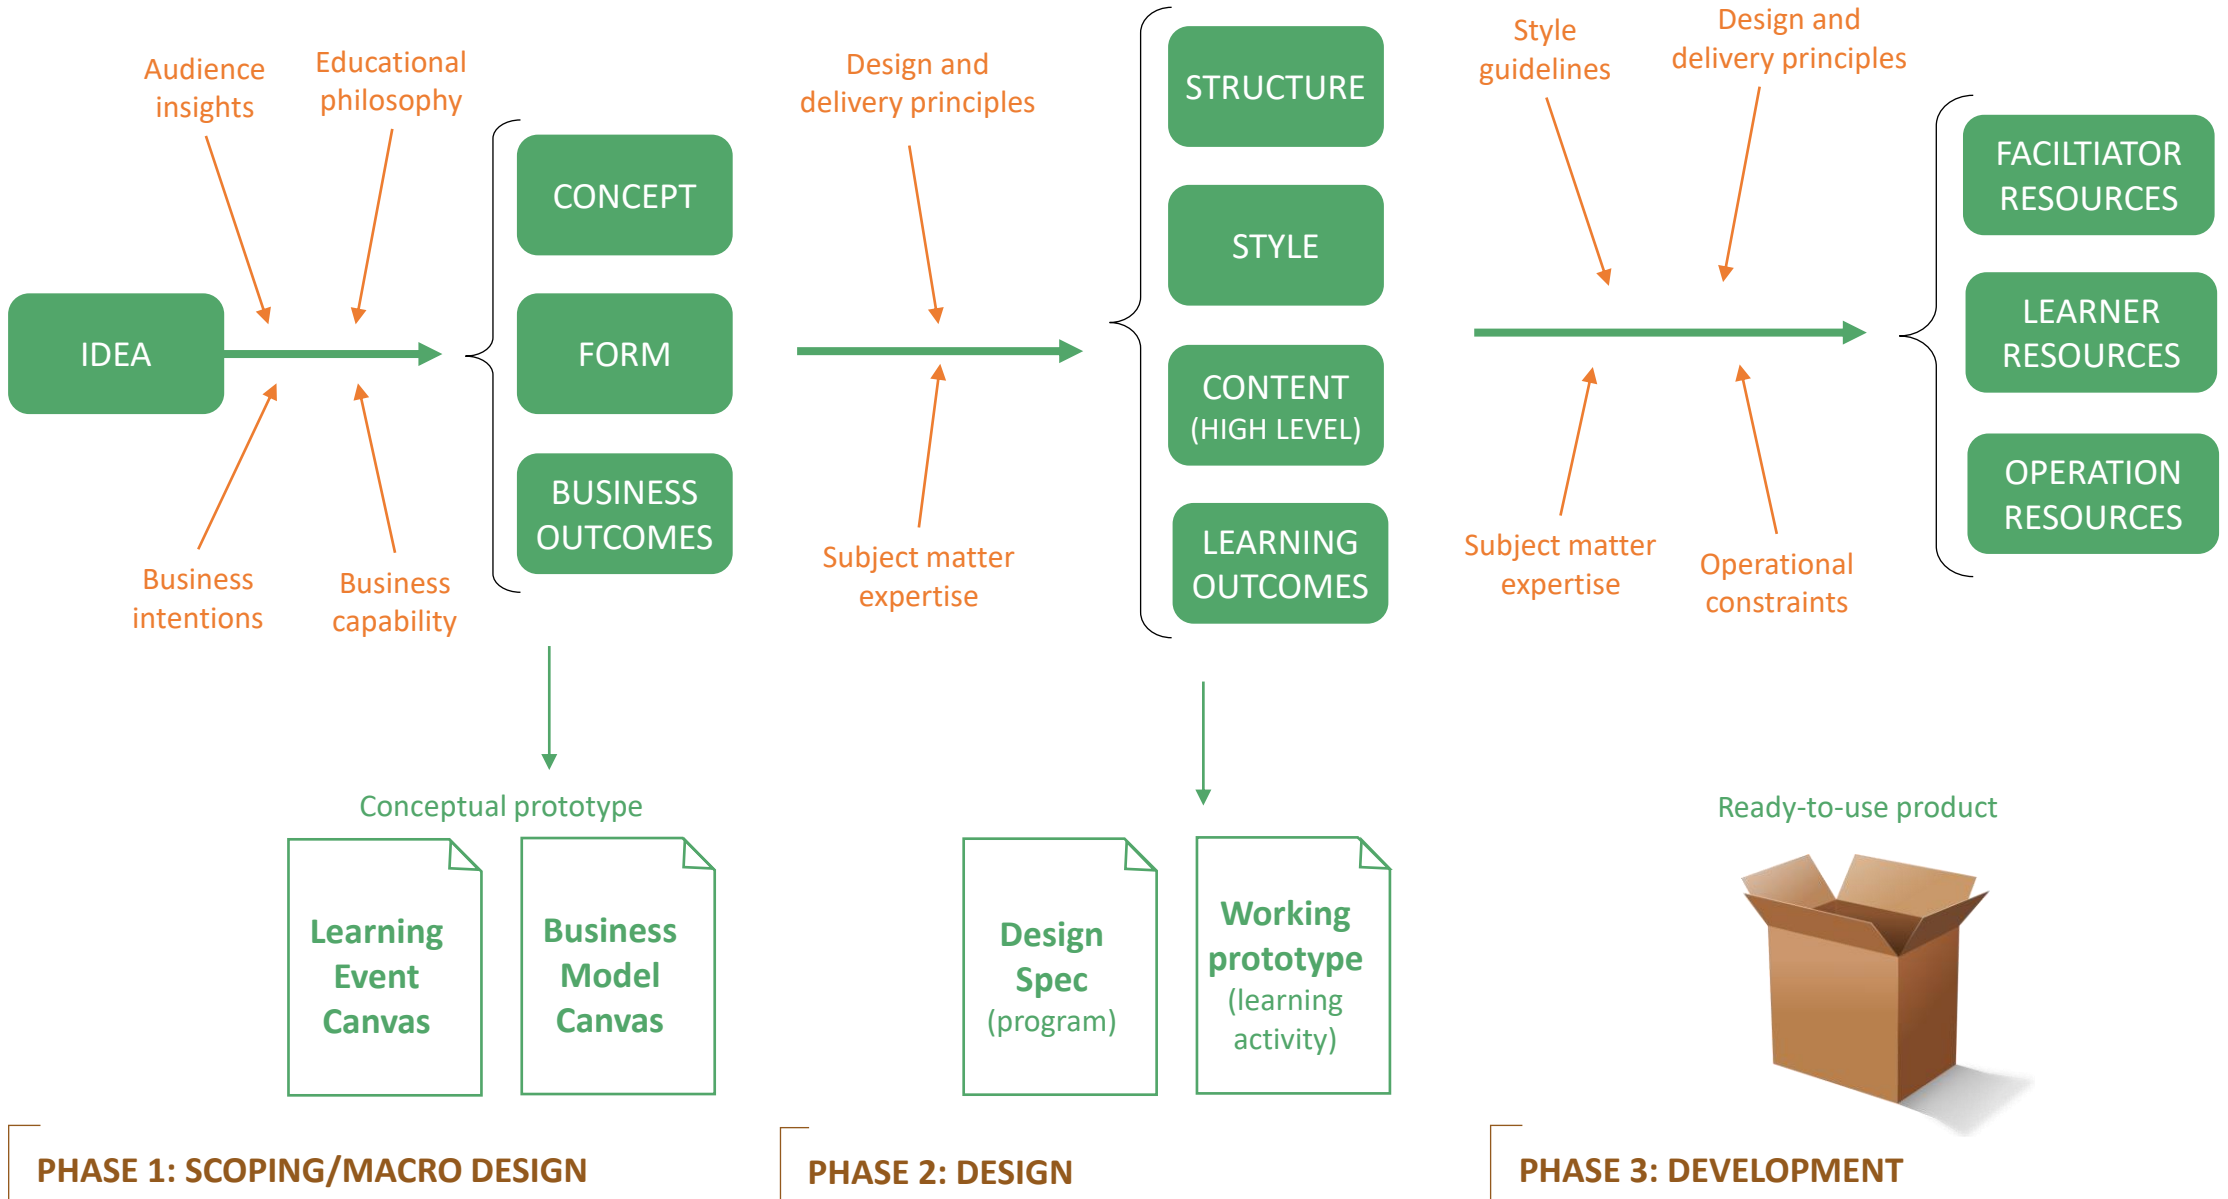 Audience
insights
Educational
philosophy
IDEA
Business
intentions
Business
capability
CONCEPT
FORM
BUSINESS
OUTCOMES
Conceptual prototype
Learning
Event
Canvas
Business
Model
Canvas
PHASE 1: SCOPING/MACRO DESIGN
Design and
delivery principles
Subject matter
expertise
STRUCTURE
STYLE
CONTENT
(HIGH LEVEL)
LEARNING
OUTCOMES
Design
Spec
(program)
Working
prototype
(learning
activity)
PHASE 2: DESIGN
Style
guidelines
Design and
delivery principles
Subject matter
expertise
Operational
constraints
FACILTIATOR
RESOURCES
LEARNER
RESOURCES
OPERATION
RESOURCES
Ready-to-use product
PHASE 3: DEVELOPMENT